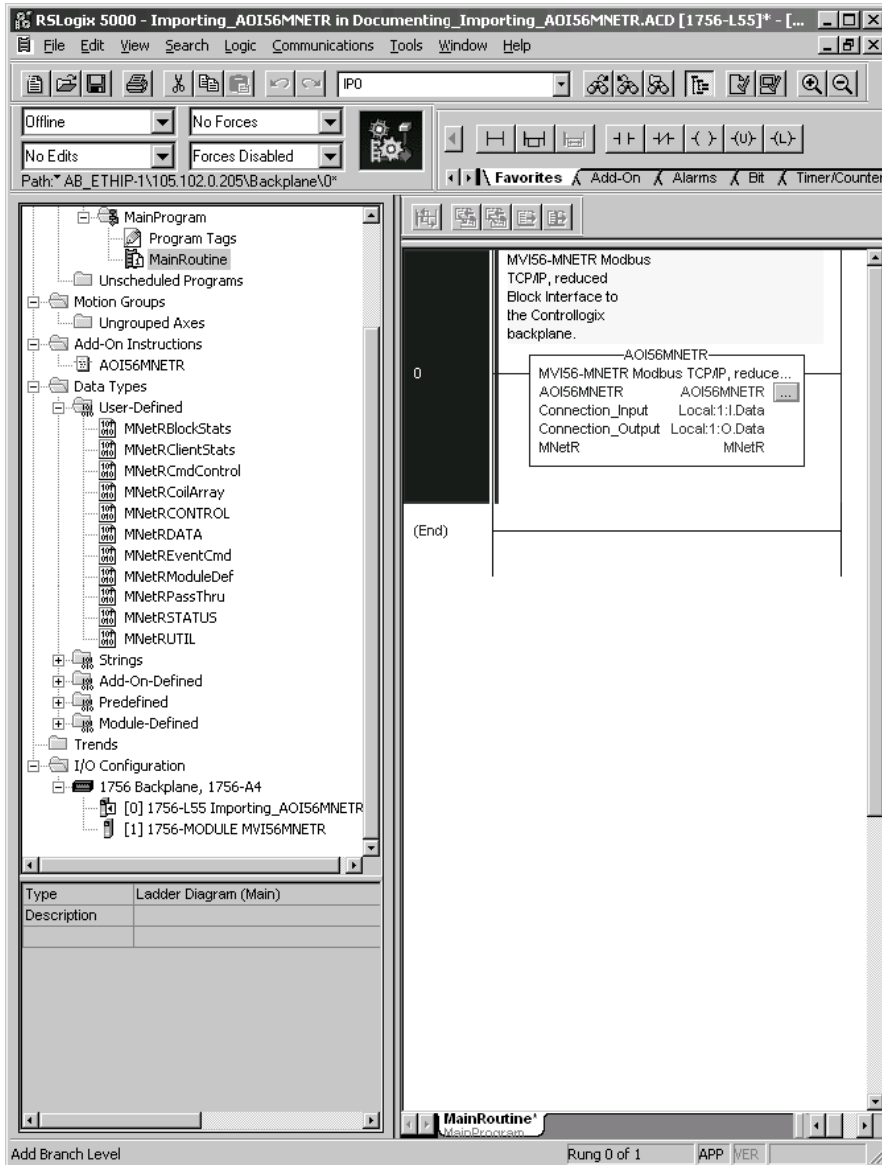 RSLogix 5000 - Importing_AOI56MNETR in Documenting_Importing_AOI56MNETR.ACD [1756-L55]* - [...
File Edit View Search Logic Communications Tools Window Help
IP0
Offline
No Forces
No Edits
Forces Disabled
Path: AB_ETHIP-1\105.102.0.205\Backplane\0*
Favorites Add-On Alarms Bit Timer/Counter
MainProgram
Program Tags
MainRoutine
Unscheduled Programs
Motion Groups
Ungrouped Axes
Add-On Instructions
AOI56MNETR
Data Types
User-Defined
MNetRBlockStats
MNetRClientStats
MNetRCmdControl
MNetRCoilArray
MNetRCONTROL
MNetRDATA
MNetREventCmd
MNetRModuleDef
MNetRPassThru
MNetRSTATUS
MNetRUTIL
Strings
Add-On-Defined
Predefined
Module-Defined
Trends
I/O Configuration
1756 Backplane, 1756-A4
[0] 1756-L55 Importing_AOI56MNETR
[1] 1756-MODULE MVI56MNETR
Type Ladder Diagram (Main)
Description
MVI56-MNETR Modbus
TCP/IP, reduced
Block Interface to
the Controllogix
backplane.
0
AOI56MNETR
MVI56-MNETR Modbus TCP/IP, reduce...
AOI56MNETR AOI56MNETR ...
Connection_Input Local:1:I.Data
Connection_Output Local:1:O.Data
MNetR MNetR
(End)
MainRoutine*
MainProgram
Add Branch Level
Rung 0 of 1
APP
VER